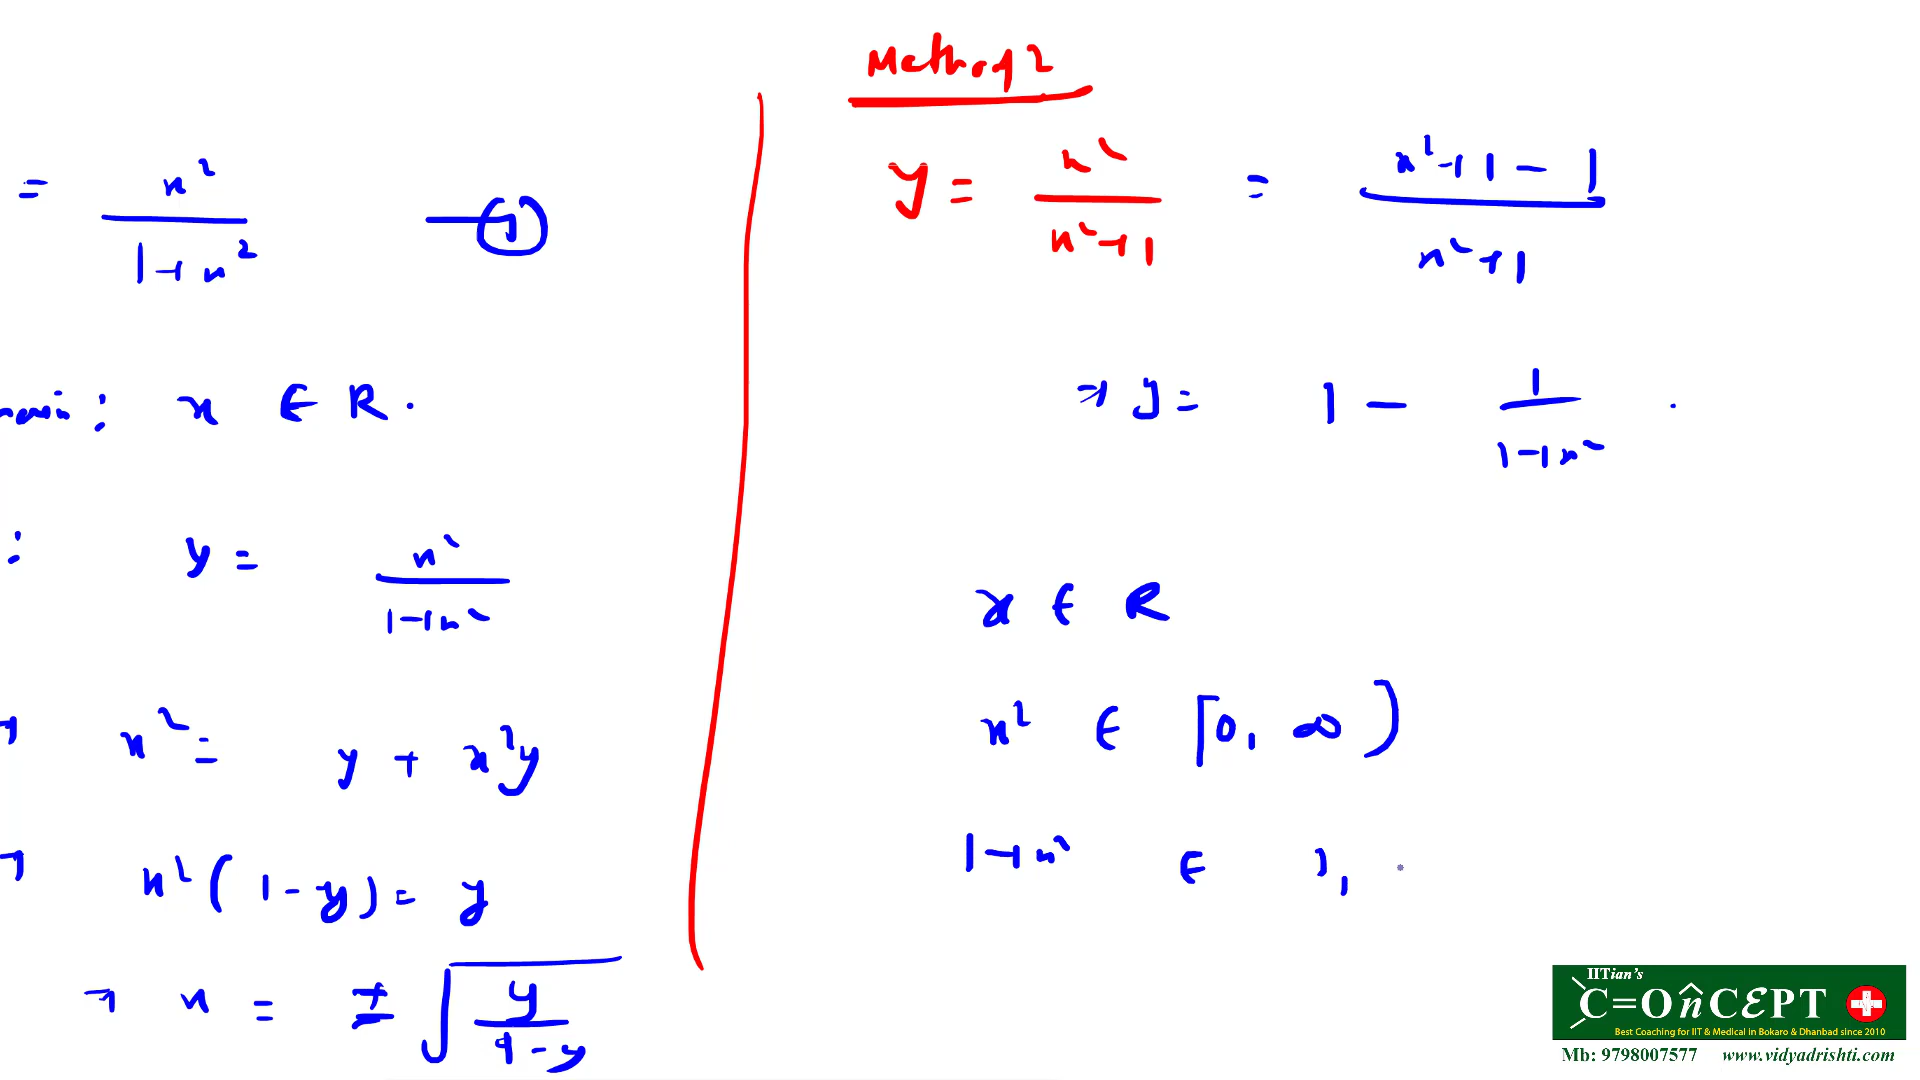 = x² / (1+x²) —①
main : x ∈ R .
: y = x² / (1+x²)
⇒ x² = y + x²y
⇒ x² (1-y) = y
⇒ x = ± √(y / (1-y))
Method 2
y = x² / (x²+1) = (x²+1-1) / (x²+1)
⇒ y = 1 - 1 / (1+x²) .
x ∈ R
x² ∈ [0, ∞)
1+x² ∈ 1,
IITian's
C=OnCEPT
Best Coaching for IIT & Medical in Bokaro & Dhanbad since 2010
Mb: 9798007577 www.vidyadrishti.com